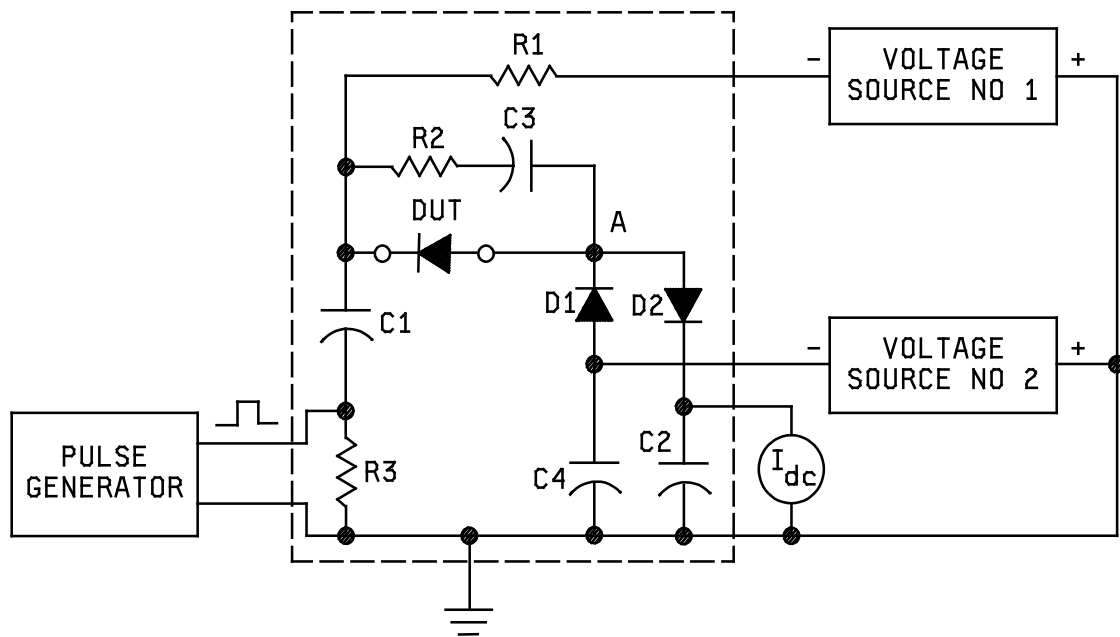 R1
- VOLTAGE +
SOURCE NO 1
C3
R2
DUT
A
D1
D2
C1
- VOLTAGE +
SOURCE NO 2
PULSE
GENERATOR
R3
C4
C2
Idc